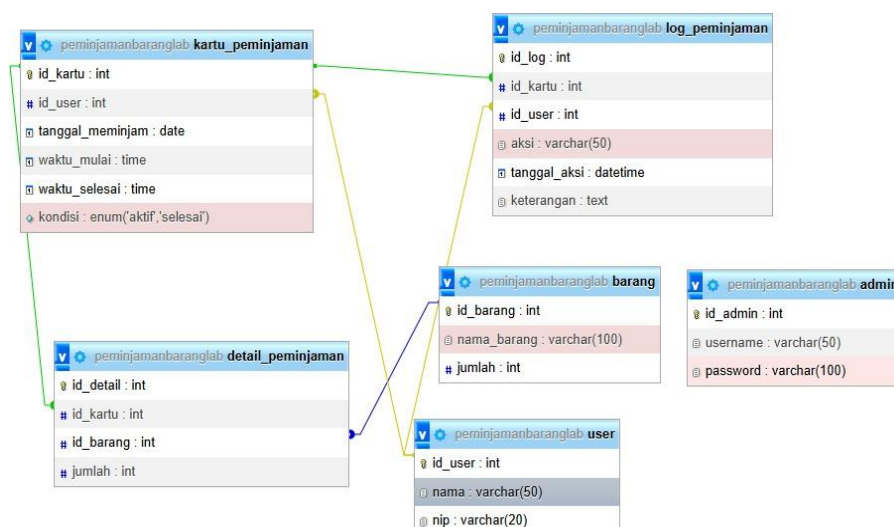 peminjamanbaranglab kartu_peminjaman
id_kartu : int
id_user : int
tanggal_meminjam : date
waktu_mulai : time
waktu_selesai : time
kondisi : enum('aktif','selesai')
peminjamanbaranglab log_peminjaman
id_log : int
id_kartu : int
id_user : int
aksi : varchar(50)
tanggal_aksi : datetime
keterangan : text
peminjamanbaranglab barang
id_barang : int
nama_barang : varchar(100)
jumlah : int
peminjamanbaranglab admin
id_admin : int
username : varchar(50)
password : varchar(100)
peminjamanbaranglab detail_peminjaman
id_detail : int
id_kartu : int
id_barang : int
jumlah : int
peminjamanbaranglab user
id_user : int
nama : varchar(50)
nip : varchar(20)